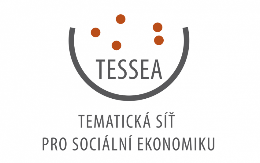 TESSEA
TEMATICKÁ SÍŤ
PRO SOCIÁLNÍ EKONOMIKU